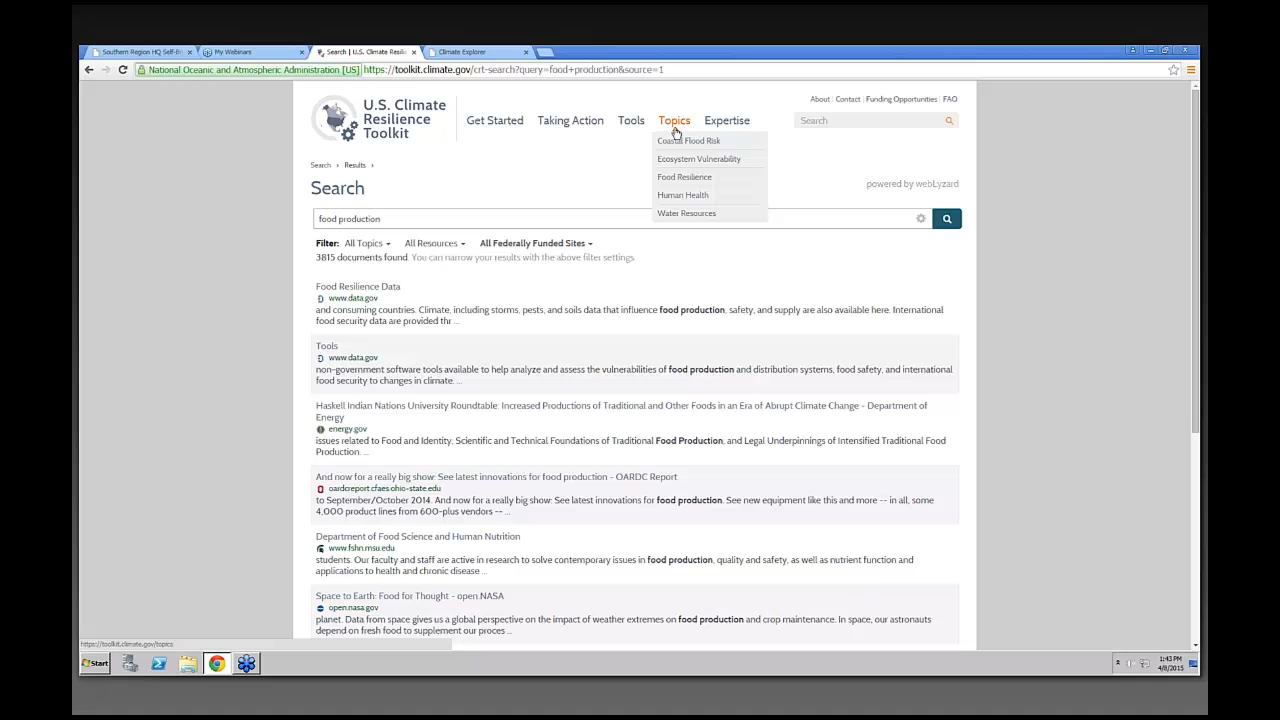 Southern Region HQ Self-B
My Webinars
Search | U.S. Climate Resilie
Climate Explorer
National Oceanic and Atmospheric Administration [US] https://toolkit.climate.gov/crt-search?query=food+production&source=1
About Contact Funding Opportunities FAQ
U.S. Climate
Resilience
Toolkit
Get Started Taking Action Tools Topics Expertise
Search
Coastal Flood Risk
Ecosystem Vulnerability
Food Resilience
Human Health
Water Resources
Search › Results ›
Search
powered by webLyzard
food production
Filter: All Topics All Resources All Federally Funded Sites
3815 documents found. You can narrow your results with the above filter settings.
Food Resilience Data
www.data.gov
and consuming countries. Climate, including storms, pests, and soils data that influence food production, safety, and supply are also available here. International
food security data are provided thr ...
Tools
www.data.gov
non-government software tools available to help analyze and assess the vulnerabilities of food production and distribution systems, food safety, and international
food security to changes in climate. ...
Haskell Indian Nations University Roundtable: Increased Productions of Traditional and Other Foods in an Era of Abrupt Climate Change - Department of
Energy
energy.gov
issues related to Food and Identity, Scientific and Technical Foundations of Traditional Food Production, and Legal Underpinnings of Intensified Traditional Food
Production. ...
And now for a really big show: See latest innovations for food production - OARDC Report
oardcreport.cfaes.ohio-state.edu
to September/October 2014. And now for a really big show: See latest innovations for food production. See new equipment like this and more -- in all, some
4,000 product lines from 600-plus vendors -- ...
Department of Food Science and Human Nutrition
www.fshn.msu.edu
students. Our faculty and staff are active in research to solve contemporary issues in food production, quality and safety, as well as nutrient function and
applications to health and chronic disease ...
Space to Earth: Food for Thought - open.NASA
open.nasa.gov
planet. Data from space gives us a global perspective on the impact of weather extremes on food production and crop maintenance. In space, our astronauts
depend on fresh food to supplement our proces ...
https://toolkit.climate.gov/topics
Start
1:43 PM
4/8/2015